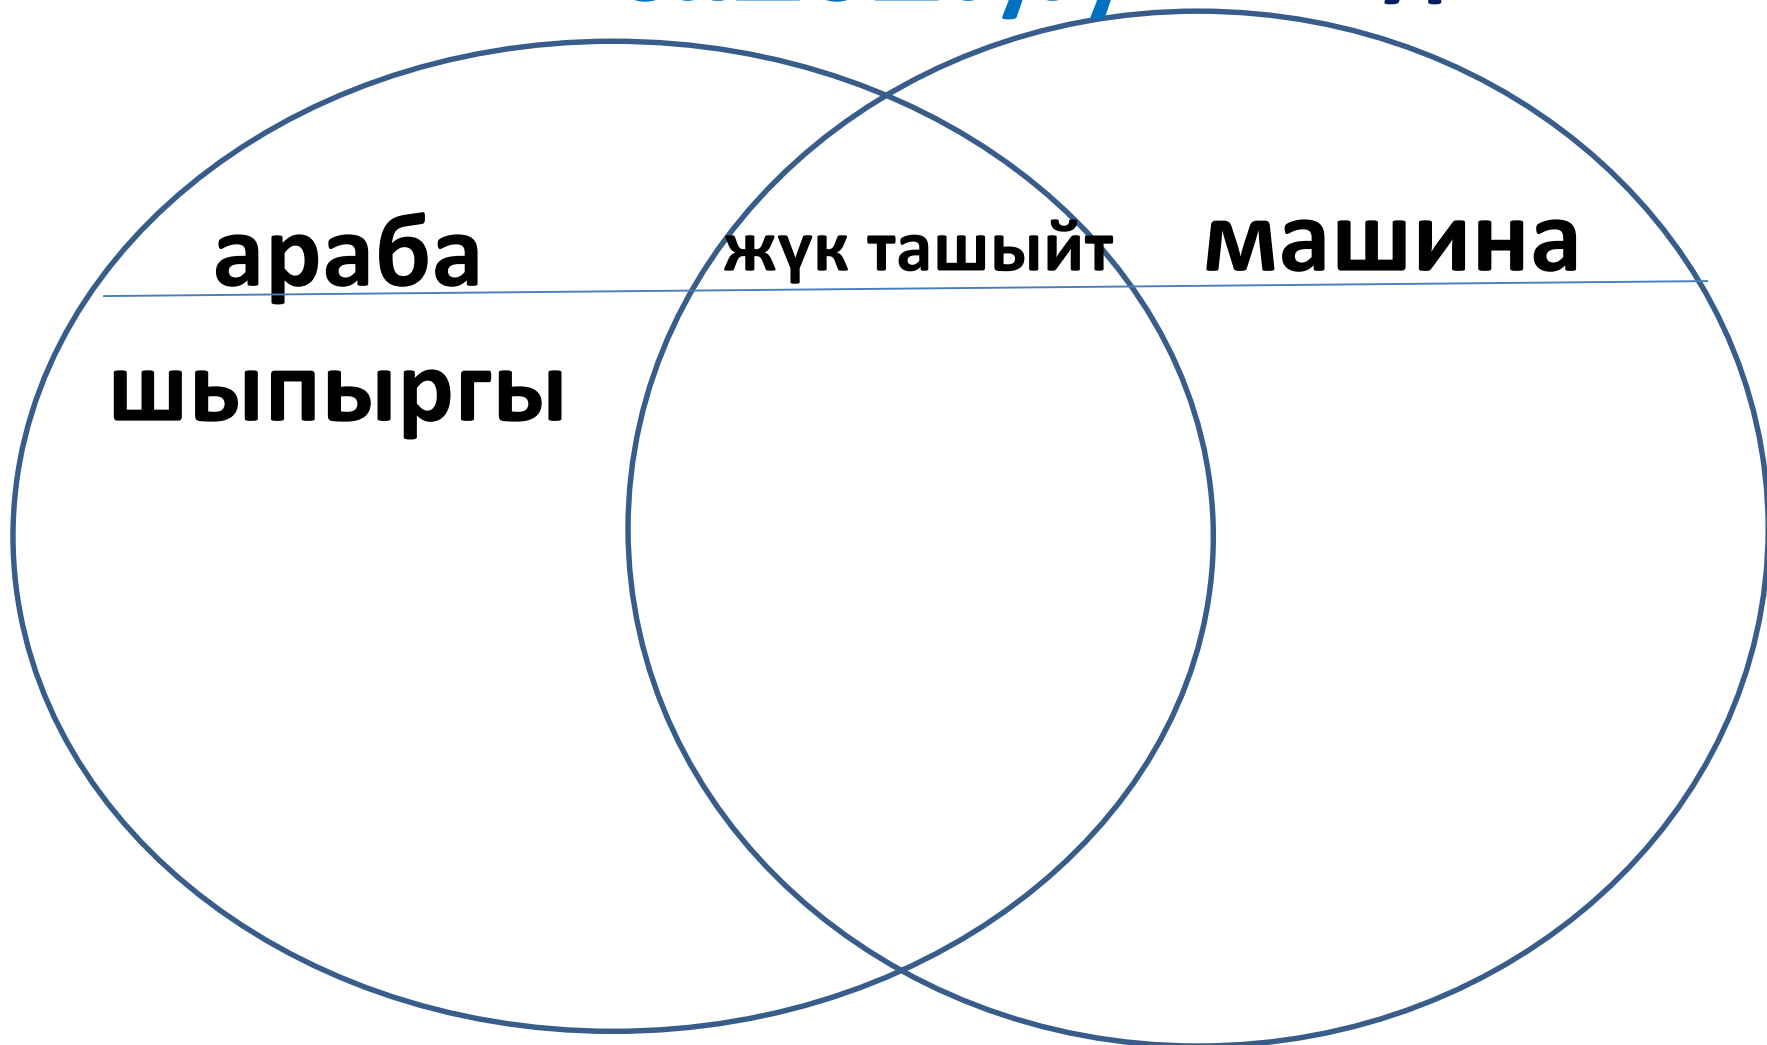 араба жүк ташыйт машина
шыпыргы